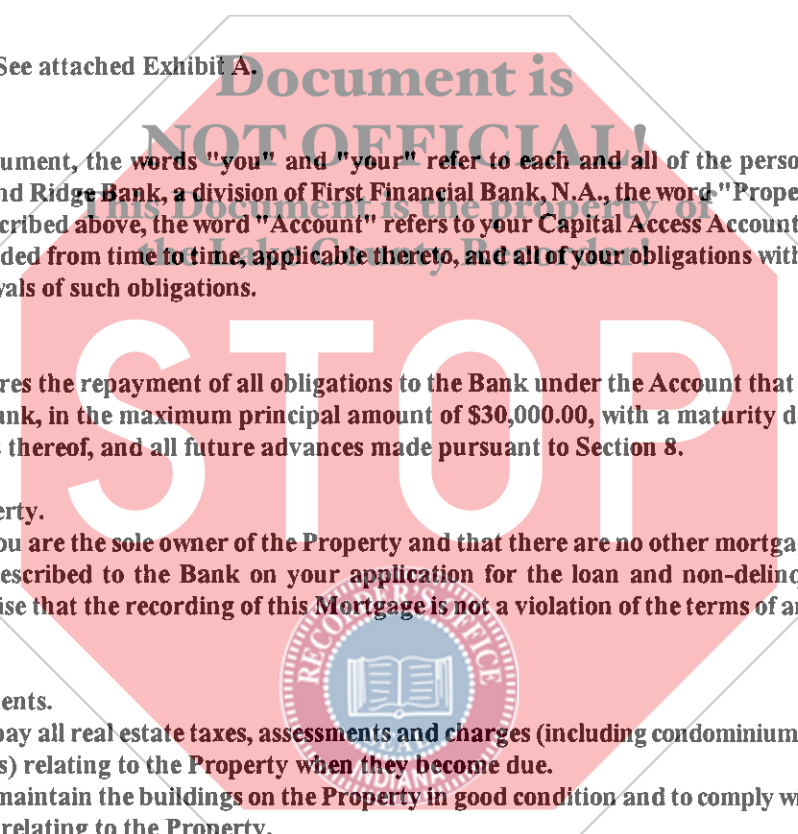 See attached Exhibit A.
Document is
NOT OFFICIAL!
ument, the words "you" and "your" refer to each and all of the perso
nd Ridge Bank, a division of First Financial Bank, N.A., the word "Prope
This Document is the property of
cribed above, the word "Account" refers to your Capital Access Account
the Lake County Recorder!
ded from time to time, applicable thereto, and all of your obligations with
vals of such obligations.
STOP
res the repayment of all obligations to the Bank under the Account that
ank, in the maximum principal amount of $30,000.00, with a maturity d
s thereof, and all future advances made pursuant to Section 8.
erty.
ou are the sole owner of the Property and that there are no other mortga
escribed to the Bank on your application for the loan and non-delinq
ise that the recording of this Mortgage is not a violation of the terms of an
RECORDER'S OFFICE
LAKE
INDIANA
ents.
pay all real estate taxes, assessments and charges (including condominium
s) relating to the Property when they become due.
maintain the buildings on the Property in good condition and to comply wi
relating to the Property.